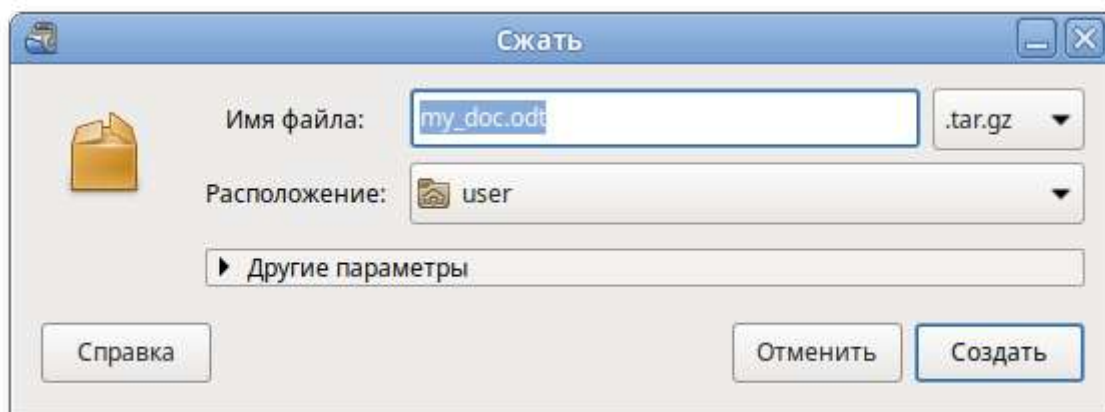 Сжать
Имя файла: my_doc.odt .tar.gz
Расположение: user
Другие параметры
Справка Отменить Создать